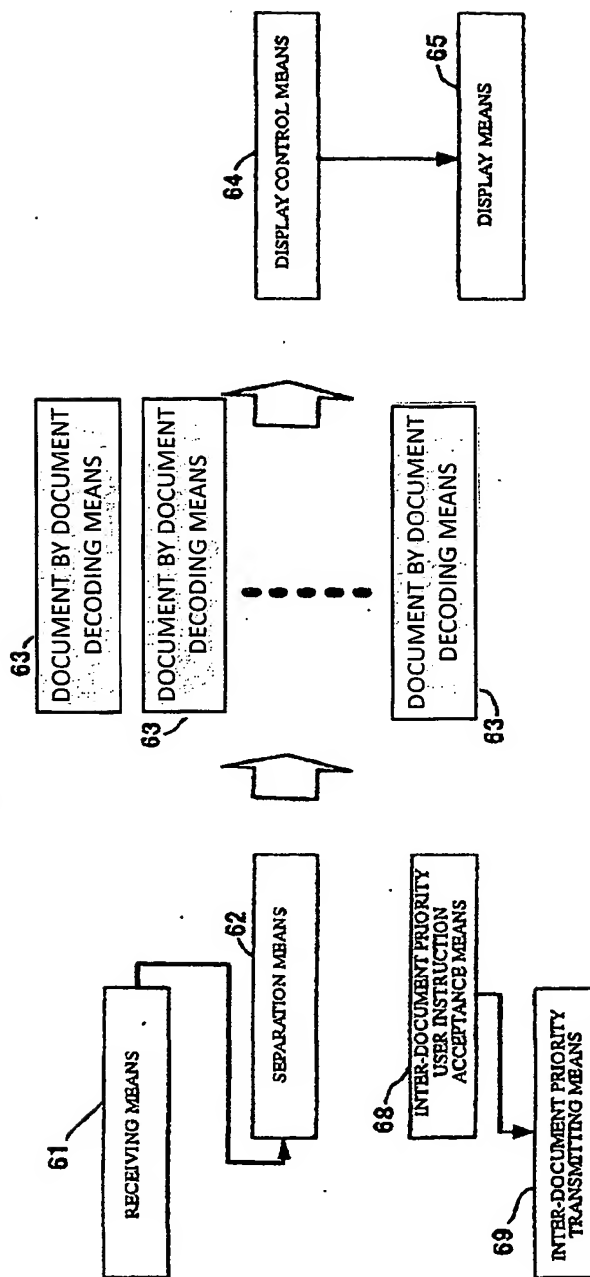 61
RECEIVING MEANS
62
SEPARATION MEANS
68
INTER-DOCUMENT PRIORITY
USER INSTRUCTION
ACCEPTANCE MEANS
69
INTER-DOCUMENT PRIORITY
TRANSMITTING MEANS
63
DOCUMENT BY DOCUMENT
DECODING MEANS
63
DOCUMENT BY DOCUMENT
DECODING MEANS
63
DOCUMENT BY DOCUMENT
DECODING MEANS
64
DISPLAY CONTROL MEANS
65
DISPLAY MEANS